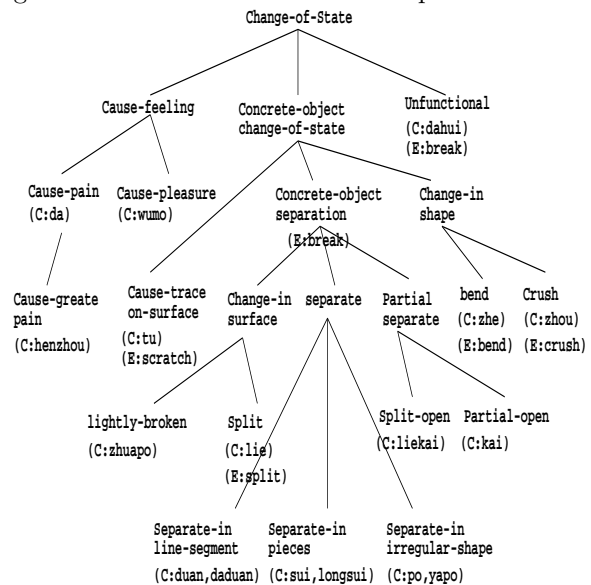 Change-of-State
Cause-feeling
Concrete-object
change-of-state
Unfunctional
(C:dahui)
(E:break)
Cause-pain
(C:da)
Cause-pleasure
(C:wumo)
Concrete-object
separation
(E:break)
Change-in
shape
Cause-greate
pain
(C:henzhou)
Cause-trace
on-surface
(C:tu)
(E:scratch)
Change-in
surface
separate
Partial
separate
bend
(C:zhe)
(E:bend)
Crush
(C:zhou)
(E:crush)
lightly-broken
(C:zhuapo)
Split
(C:lie)
(E:split)
Split-open
(C:liekai)
Partial-open
(C:kai)
Separate-in
line-segment
(C:duan,daduan)
Separate-in
pieces
(C:sui,longsui)
Separate-in
irregular-shape
(C:po,yapo)